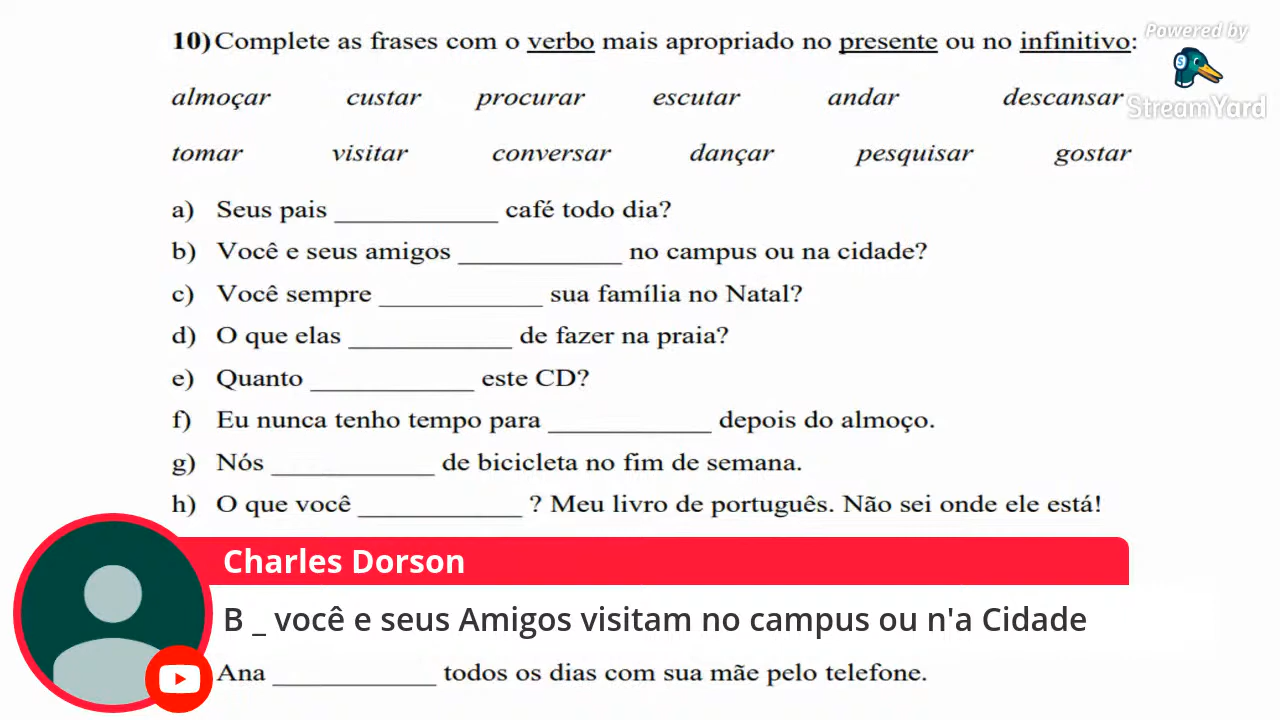 10) Complete as frases com o verbo mais apropriado no presente ou no infinitivo:
Powered by
StreamYard
almoçar custar procurar escutar andar descansar
tomar visitar conversar dançar pesquisar gostar
a) Seus pais ____________ café todo dia?
b) Você e seus amigos ____________ no campus ou na cidade?
c) Você sempre ____________ sua família no Natal?
d) O que elas ____________ de fazer na praia?
e) Quanto ____________ este CD?
f) Eu nunca tenho tempo para ____________ depois do almoço.
g) Nós ____________ de bicicleta no fim de semana.
h) O que você ____________ ? Meu livro de português. Não sei onde ele está!
Charles Dorson
B _ você e seus Amigos visitam no campus ou n'a Cidade
Ana ____________ todos os dias com sua mãe pelo telefone.